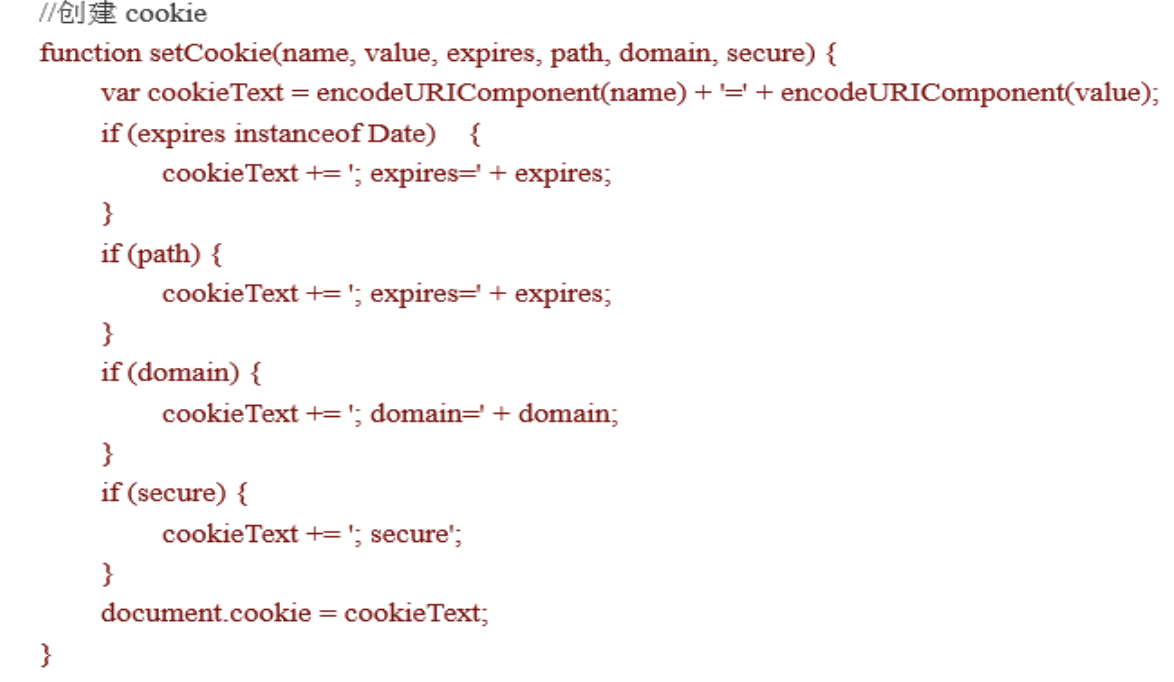 //创建 cookie
function setCookie(name, value, expires, path, domain, secure) {
var cookieText = encodeURIComponent(name) + '=' + encodeURIComponent(value);
if (expires instanceof Date) {
cookieText += '; expires=' + expires;
}
if (path) {
cookieText += '; expires=' + expires;
}
if (domain) {
cookieText += '; domain=' + domain;
}
if (secure) {
cookieText += '; secure';
}
document.cookie = cookieText;
}